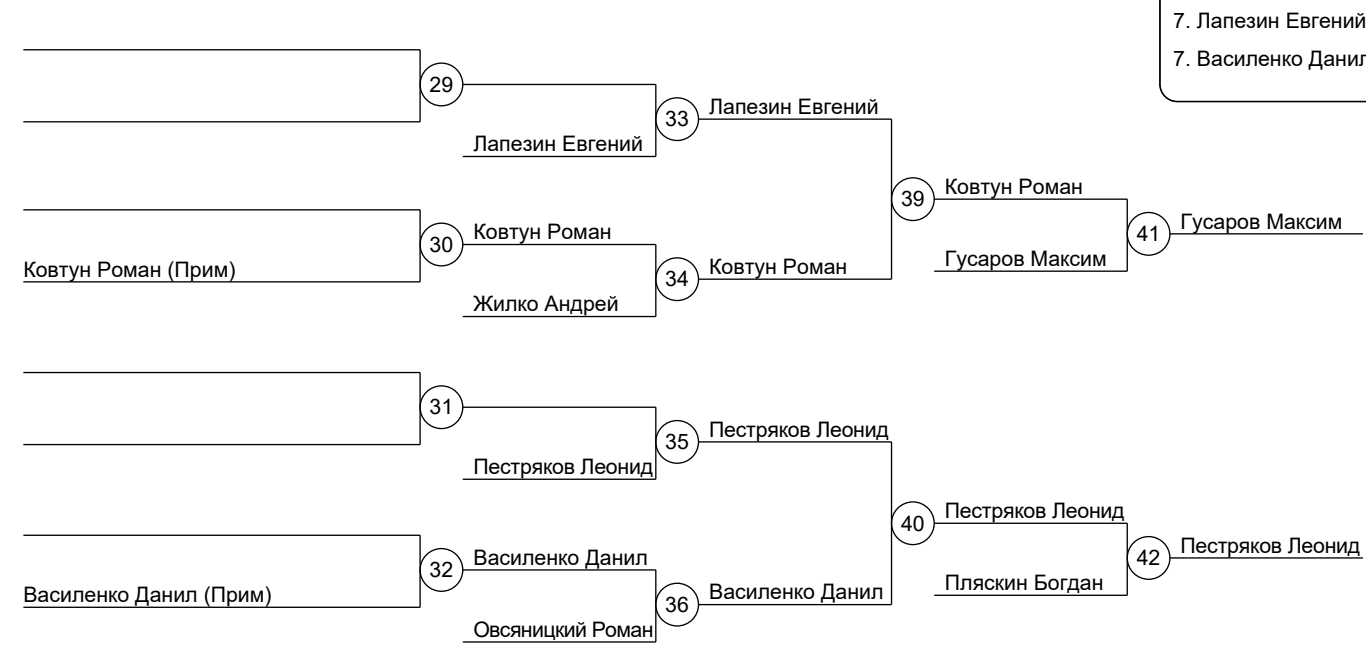 7. Лапезин Евгений
7. Василенко Данил
29
Лапезин Евгений
33
Лапезин Евгений
Ковтун Роман (Прим)
30
Ковтун Роман
Жилко Андрей
34
Ковтун Роман
39
Ковтун Роман
Гусаров Максим
41
Гусаров Максим
31
Пестряков Леонид
35
Пестряков Леонид
Василенко Данил (Прим)
32
Василенко Данил
Овсяницкий Роман
36
Василенко Данил
40
Пестряков Леонид
Пляскин Богдан
42
Пестряков Леонид